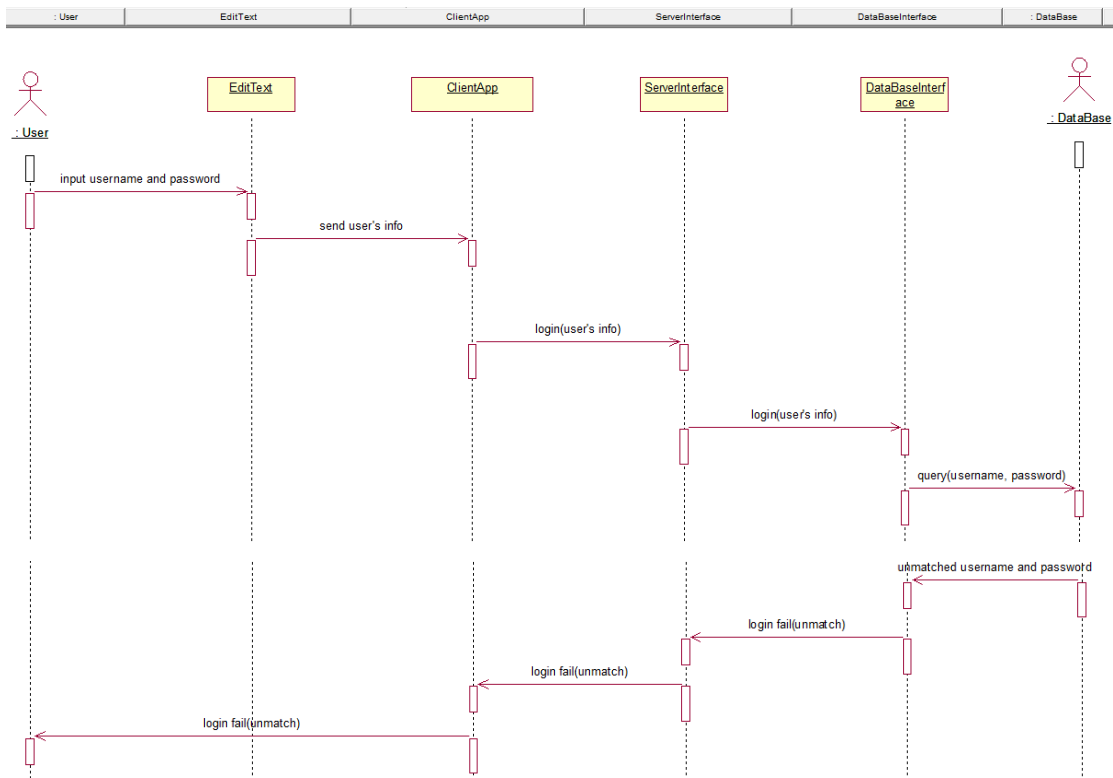 : User
EditText
ClientApp
ServerInterface
DataBaseInterface
: DataBase
EditText
ClientApp
ServerInterface
DataBaseInterf
ace
: User
: DataBase
input username and password
send user's info
login(user's info)
login(user's info)
query(username, password)
unmatched username and password
login fail(unmatch)
login fail(unmatch)
login fail(unmatch)